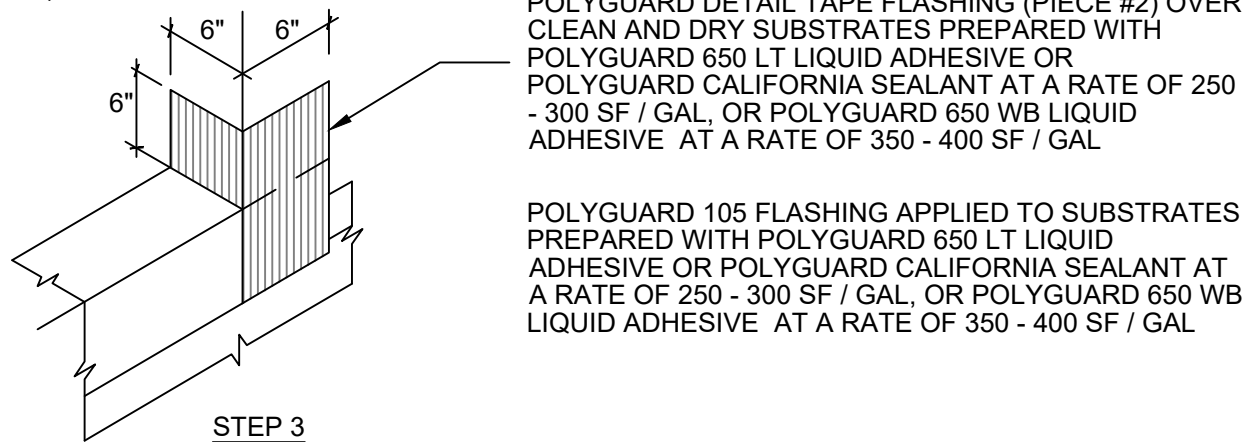 POLYGUARD DETAIL TAPE FLASHING (PIECE #2) OVER
CLEAN AND DRY SUBSTRATES PREPARED WITH
POLYGUARD 650 LT LIQUID ADHESIVE OR
POLYGUARD CALIFORNIA SEALANT AT A RATE OF 250
- 300 SF / GAL, OR POLYGUARD 650 WB LIQUID
ADHESIVE AT A RATE OF 350 - 400 SF / GAL
6" 6"
6"
POLYGUARD 105 FLASHING APPLIED TO SUBSTRATES
PREPARED WITH POLYGUARD 650 LT LIQUID
ADHESIVE OR POLYGUARD CALIFORNIA SEALANT AT
A RATE OF 250 - 300 SF / GAL, OR POLYGUARD 650 WB
LIQUID ADHESIVE AT A RATE OF 350 - 400 SF / GAL
STEP 3